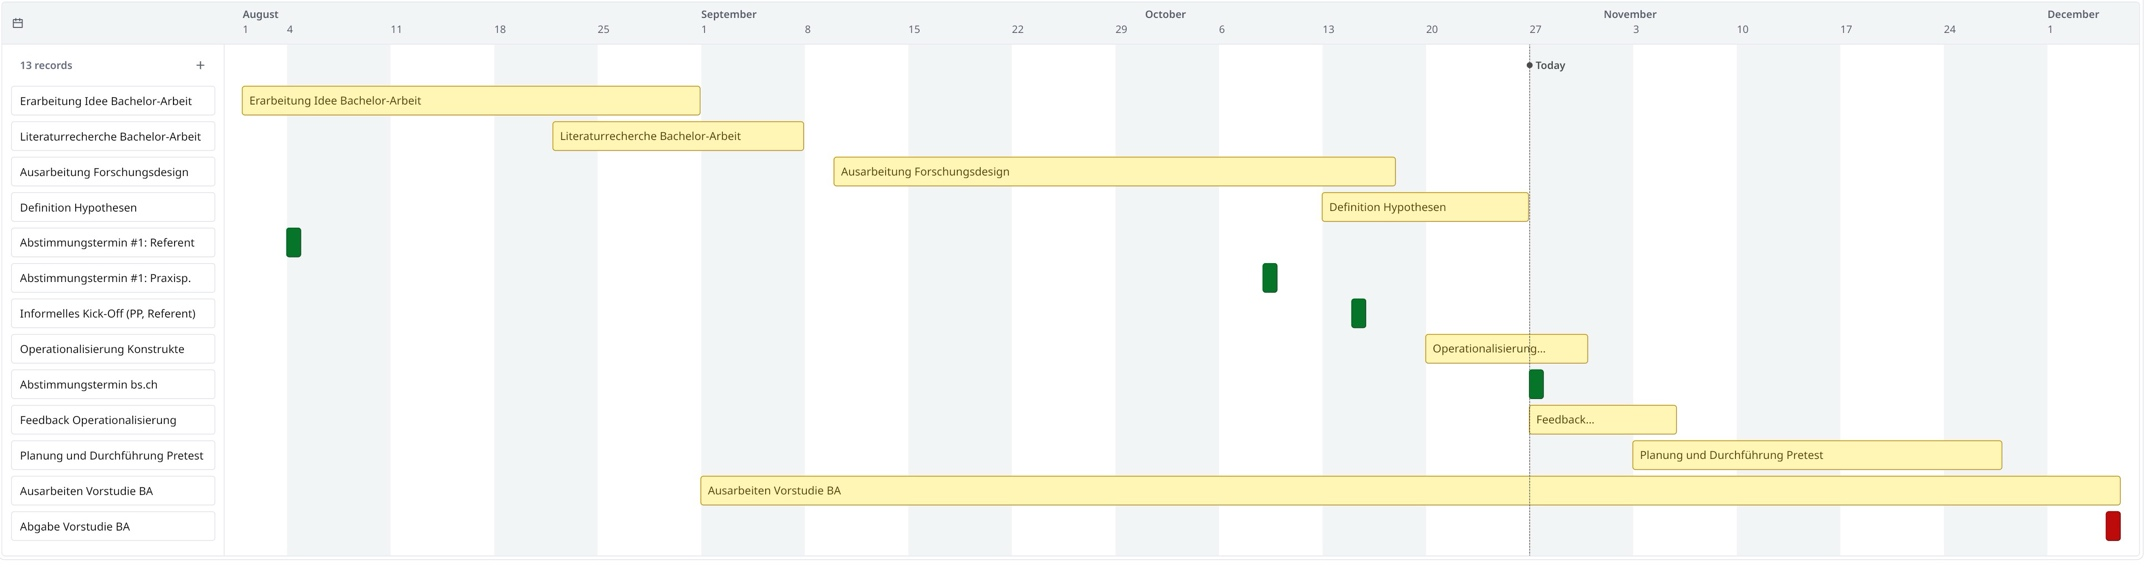 August September October November December
1 4 11 18 25 1 8 15 22 29 6 13 20 27 3 10 17 24 1
13 records + Today
Erarbeitung Idee Bachelor-Arbeit Erarbeitung Idee Bachelor-Arbeit
Literaturrecherche Bachelor-Arbeit Literaturrecherche Bachelor-Arbeit
Ausarbeitung Forschungsdesign Ausarbeitung Forschungsdesign
Definition Hypothesen Definition Hypothesen
Abstimmungstermin #1: Referent
Abstimmungstermin #1: Praxisp.
Informelles Kick-Off (PP, Referent)
Operationalisierung Konstrukte Operationalisierung...
Abstimmungstermin bs.ch
Feedback Operationalisierung Feedback...
Planung und Durchführung Pretest Planung und Durchführung Pretest
Ausarbeiten Vorstudie BA Ausarbeiten Vorstudie BA
Abgabe Vorstudie BA